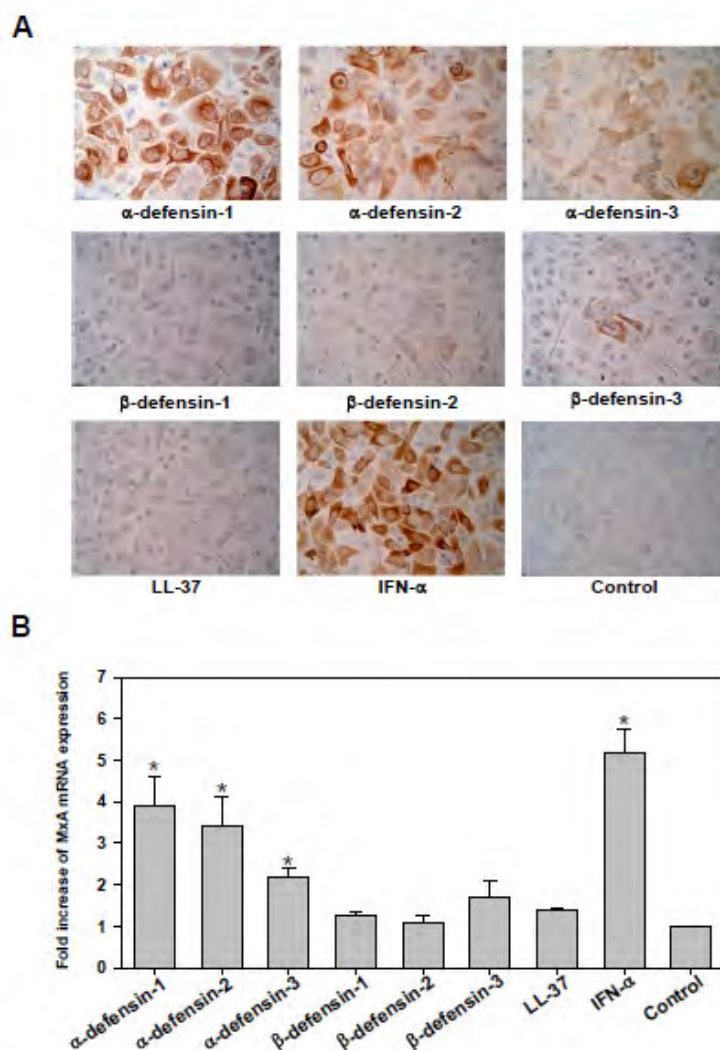 A
α-defensin-1 α-defensin-2 α-defensin-3
β-defensin-1 β-defensin-2 β-defensin-3
LL-37 IFN-α Control
B
Fold increase of MxA mRNA expression
7
6
5
4
3
2
1
0
* * * *
α-defensin-1 α-defensin-2 α-defensin-3 β-defensin-1 β-defensin-2 β-defensin-3 LL-37 IFN-α Control